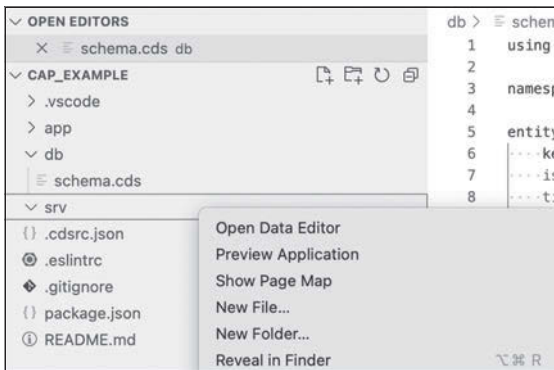 OPEN EDITORS
schema.cds db
CAP_EXAMPLE
.vscode
app
db
schema.cds
srv
{} .cdsrc.json
.eslintrc
.gitignore
{} package.json
README.md
db > schem
1 using
2
3 namesp
4
5 entity
6 ····ke
7 ····is
8 ····t
Open Data Editor
Preview Application
Show Page Map
New File...
New Folder...
Reveal in Finder ⌥⌘ R